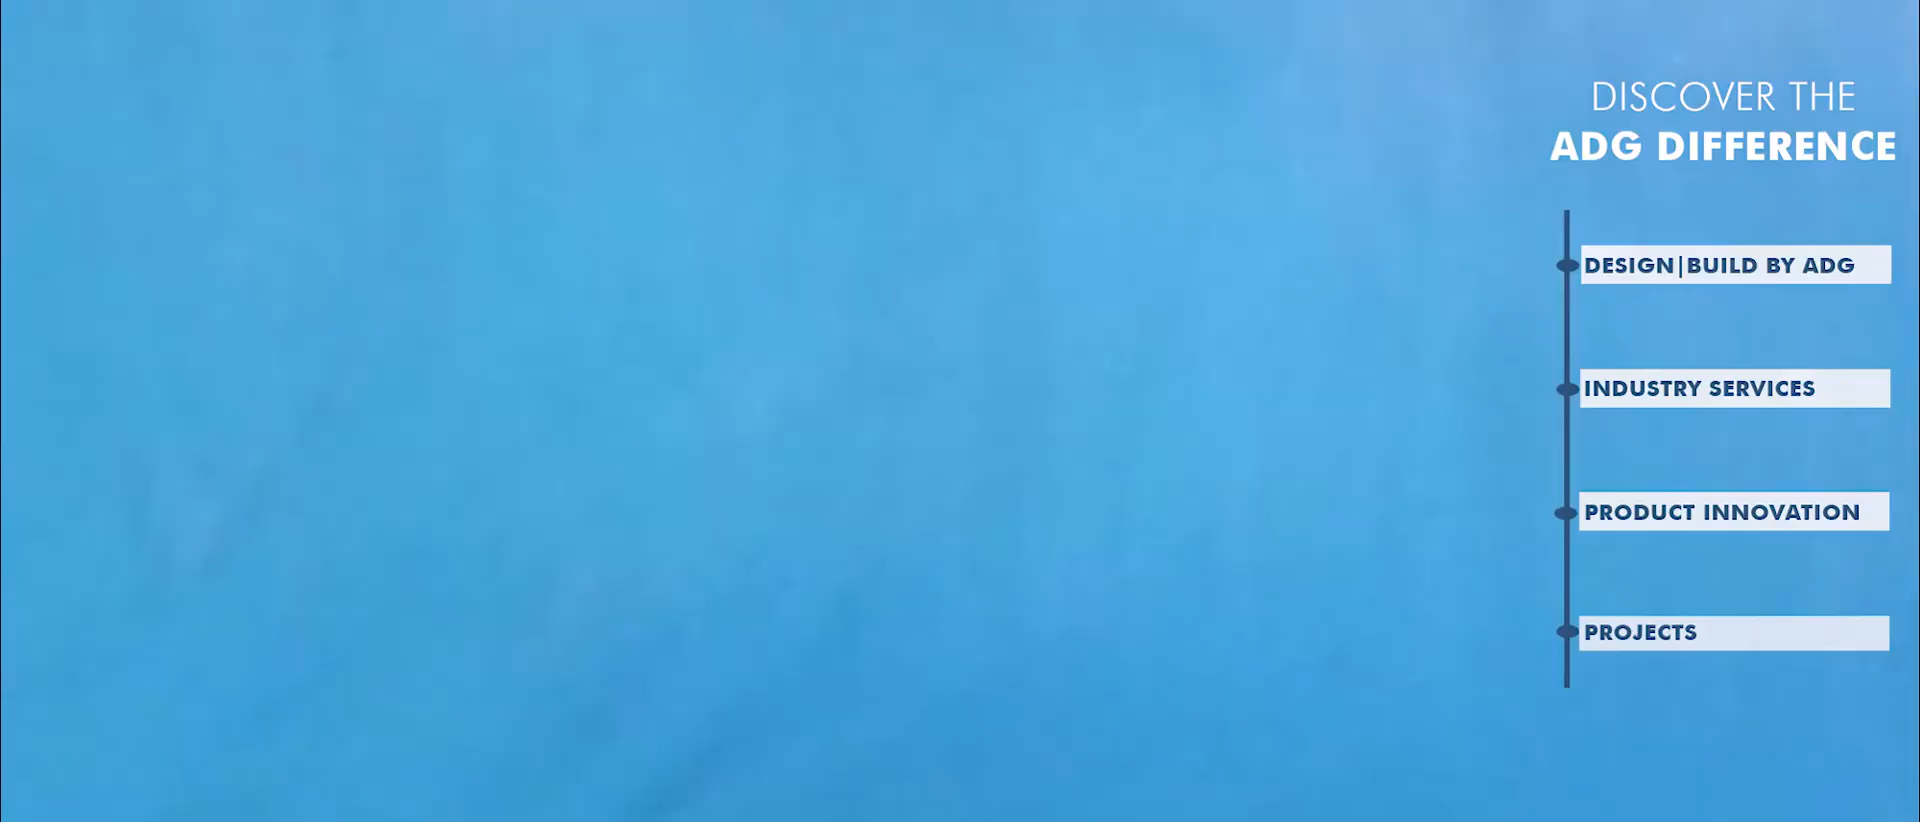 DISCOVER THE
ADG DIFFERENCE
DESIGN|BUILD BY ADG
INDUSTRY SERVICES
PRODUCT INNOVATION
PROJECTS